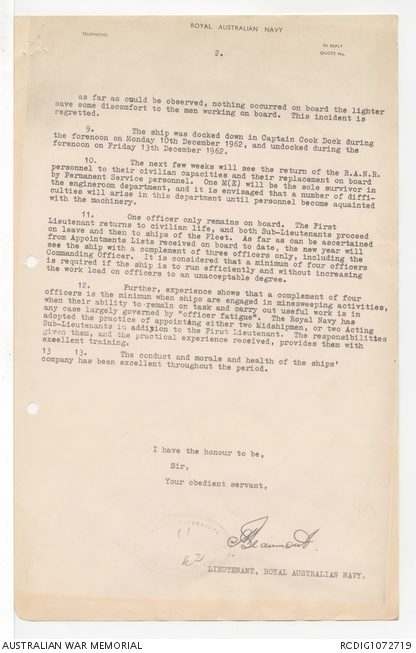 ROYAL AUSTRALIAN NAVY
TELEPHONE:
IN REPLY
QUOTE No.
2.
as far as could be observed, nothing occurred on board the lighter
save some discomfort to the men working on board. This incident is
regretted.
9. The ship was docked down in Captain Cook Dock during
the forenoon on Monday 10th December 1962, and undocked during the
forenoon on Friday 13th December 1962.
10. The next few weeks will see the return of the R.A.N.R.
personnel to their civilian capacities and their replacement on board
by Permanent Service personnel. One M(E) will be the sole survivor in
the engineroom department, and it is envisaged that a number of diffi-
culties will arise in this department until personnel become aquainted
with the machinery.
11. One officer only remains on board. The First
Lieutenant returns to civilian life, and both Sub-Lieutenants proceed
on leave and then to ships of the Fleet. As far as can be ascertained
from Appointments Lists received on board to date, the new year will
see the ship with a complement of three officers only, including the
Commanding Officer. It is considered that a minimum of four officers
is required if the ship is to run efficiently and without increasing
the work load on officers to an unacceptable degree.
12. Further, experience shows that a complement of four
officers is the minimum when ships are engaged in minesweeping activities,
when their ability to remain on task and carry out useful work is in
any case largely governed by "officer fatigue". The Royal Navy has
adopted the practice of appointing either two Midshipmen, or two Acting
Sub-Lieutenants in addition to the First Lieutenant. The responsibilities
given them, and the practical experience received, provides them with
excellent training.
13 13. The conduct and morale and health of the ships'
company has been excellent throughout the period.
I have the honour to be,
Sir,
Your obedient servant,
Beaumont.
LIEUTENANT, ROYAL AUSTRALIAN NAVY.
AUSTRALIAN WAR MEMORIAL
RCDIG1072719